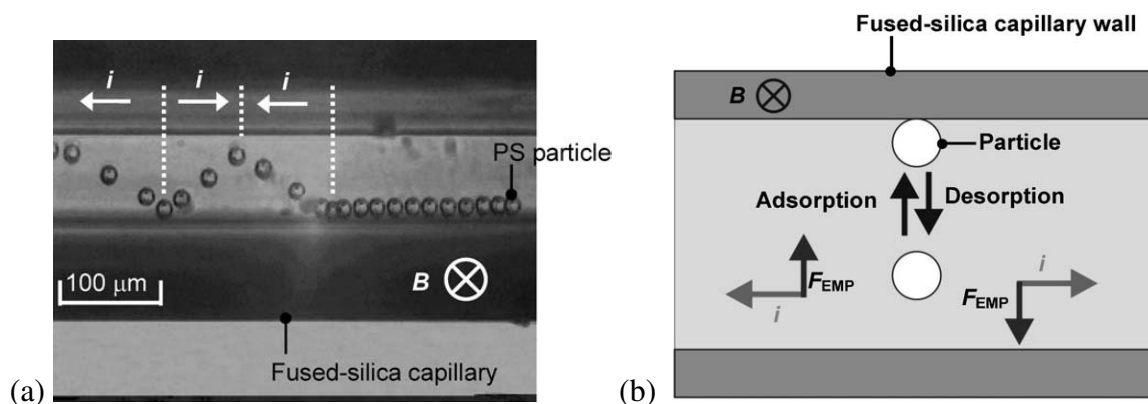 i i i
PS particle
100 μm
B
Fused-silica capillary
(a)
Fused-silica capillary wall
B
Particle
Adsorption
Desorption
F_EMP
i
i
F_EMP
(b)